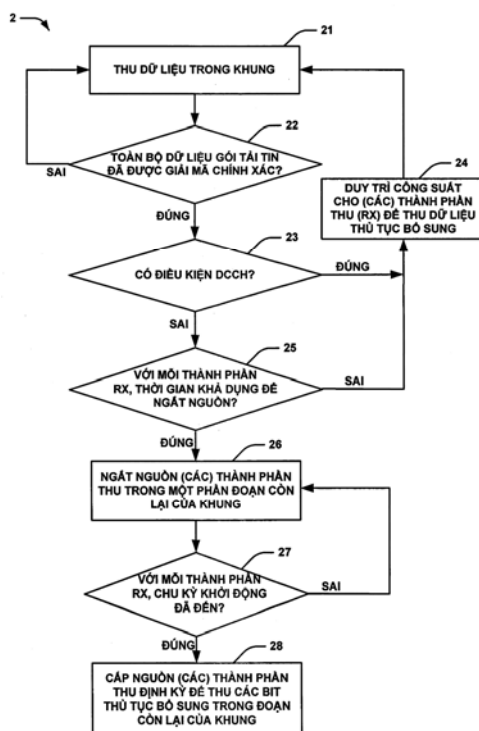 2
21
THU DỮ LIỆU TRONG KHUNG
22
TOÀN BỘ DỮ LIỆU GÓI TẢI TIN
ĐÃ ĐƯỢC GIẢI MÃ CHÍNH XÁC?
SAI
ĐÚNG
24
DUY TRÌ CÔNG SUẤT
CHO (CÁC) THÀNH PHẦN
THU (RX) ĐỂ THU DỮ LIỆU
THỦ TỤC BỔ SUNG
23
CÓ ĐIỀU KIỆN DCCH?
ĐÚNG
SAI
25
VỚI MỖI THÀNH PHẦN
RX, THỜI GIAN KHẢ DỤNG ĐỂ
NGẮT NGUỒN?
SAI
ĐÚNG
26
NGẮT NGUỒN (CÁC) THÀNH PHẦN
THU TRONG MỘT PHÂN ĐOẠN CÒN
LẠI CỦA KHUNG
27
VỚI MỖI THÀNH PHẦN
RX, CHU KỲ KHỞI ĐỘNG
ĐÃ ĐẾN?
SAI
ĐÚNG
28
CẤP NGUỒN (CÁC) THÀNH PHẦN
THU ĐỊNH KỲ ĐỂ THU CÁC BIT
THỦ TỤC BỔ SUNG TRONG ĐOẠN
CÒN LẠI CỦA KHUNG